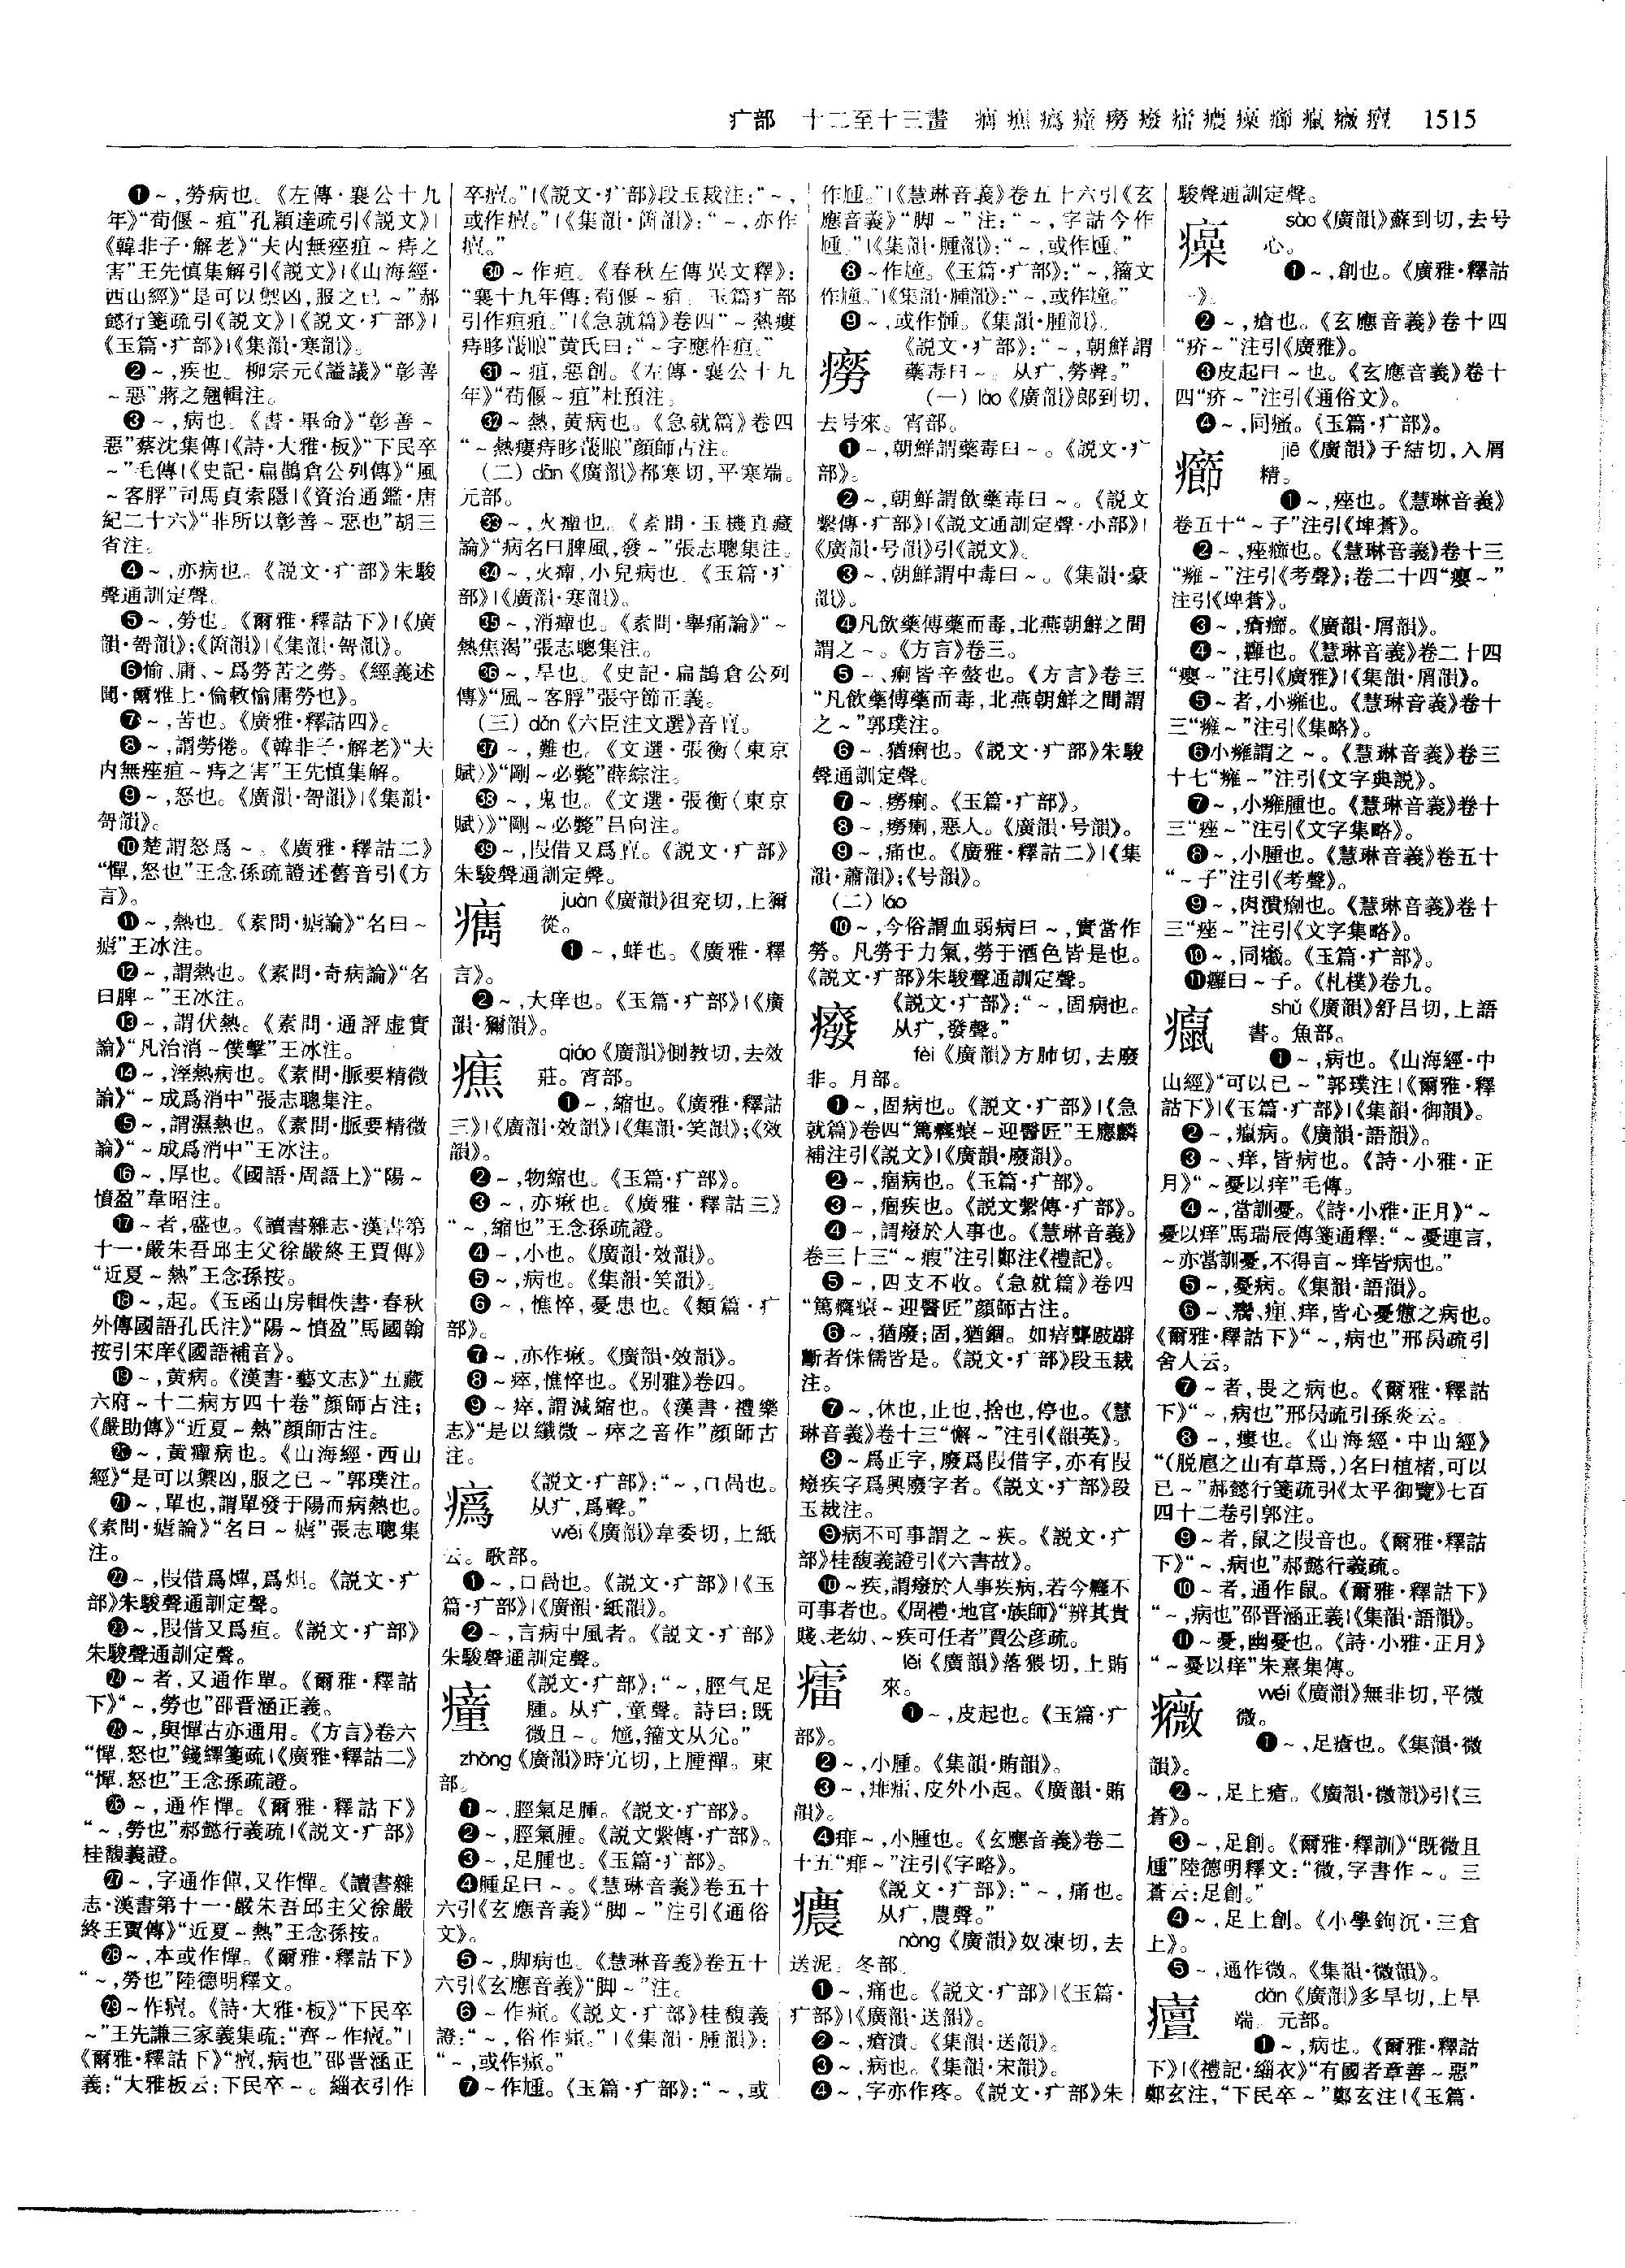 疒部 十二至十三畫 㿓癄㾻瘇癆癈癗癑瘙癤癙癓癉 1515
❶～,勞病也。《左傳·襄公十九
年》“荀偃～疽”孔穎達疏引《説文》|
《韓非子·解老》“夫内無痤疽～痔之
害”王先慎集解引《説文》|《山海經·
西山經》“是可以禦凶,服之已～”郝
懿行箋疏引《説文》|《説文·疒部》|
《玉篇·疒部》|《集韻·寒韻》。
❷～,疾也。柳宗元《謚議》“彰善
～惡”蔣之翹輯注。
❸～,病也。《書·畢命》“彰善～
惡”蔡沈集傳|《詩·大雅·板》“下民卒
～”毛傳|《史記·扁鵲倉公列傳》“風
～客脬”司馬貞索隱|《資治通鑑·唐
紀二十六》“非所以彰善～惡也”胡三
省注。
❹～,亦病也。《説文·疒部》朱駿
聲通訓定聲。
❺～,勞也。《爾雅·釋詁下》|《廣
韻·哿韻》;《箇韻》|《集韻·哿韻》。
❻愉、庸、～爲勞苦之勞。《經義述
聞·爾雅上·倫敕愉庸勞也》。
❼～,苦也。《廣雅·釋詁四》。
❽～,謂勞倦。《韓非子·解老》“夫
内無痤疽～痔之害”王先慎集解。
❾～,怒也。《廣韻·哿韻》|《集韻·
哿韻》。
❿楚謂怒爲～。《廣雅·釋詁二》
“憚,怒也”王念孫疏證述舊音引《方
言》。
⓫～,熱也。《素問·瘧論》“名曰～
瘧”王冰注。
⓬～,謂熱也。《素問·奇病論》“名
曰脾～”王冰注。
⓭～,謂伏熱。《素問·通評虚實
論》“凡治消～僕擊”王冰注。
⓮～,溼熱病也。《素問·脈要精微
論》“～成爲消中”張志聰集注。
⓯～,謂濕熱也。《素問·脈要精微
論》“～成爲消中”王冰注。
⓰～,厚也。《國語·周語上》“陽～
憤盈”韋昭注。
⓱～者,盛也。《讀書雜志·漢書第
十一·嚴朱吾邱主父徐嚴終王賈傳》
“近夏～熱”王念孫按。
⓲～,起。《玉函山房輯佚書·春秋
外傳國語孔氏注》“陽～憤盈”馬國翰
按引宋庠《國語補音》。
⓳～,黄病。《漢書·藝文志》“五藏
六府～十二病方四十卷”顔師古注;
《嚴助傳》“近夏～熱”顔師古注。
⓴～,黄癉病也。《山海經·西山
經》“是可以禦凶,服之已～”郭璞注。
㉑～,單也,謂單發于陽而病熱也。
《素問·瘧論》“名曰～瘧”張志聰集
注。
㉒～,叚借爲燀,爲炟。《説文·疒
部》朱駿聲通訓定聲。
㉓～,叚借又爲疸。《説文·疒部》
朱駿聲通訓定聲。
㉔～者,又通作單。《爾雅·釋詁
下》“～,勞也”邵晋涵正義。
㉕～,與憚古亦通用。《方言》卷六
“憚,怒也”錢繹箋疏|《廣雅·釋詁二》
“憚,怒也”王念孫疏證。
㉖～,通作憚。《爾雅·釋詁下》
“～,勞也”郝懿行義疏|《説文·疒部》
桂馥義證。
㉗～,字通作僤,又作憚。《讀書雜
志·漢書第十一·嚴朱吾邱主父徐嚴
終王賈傳》“近夏～熱”王念孫按。
㉘～,本或作憚。《爾雅·釋詁下》
“～,勞也”陸德明釋文。
㉙～作㾏。《詩·大雅·板》“下民卒
～”王先謙三家義集疏:“齊～作㾏。”|
《爾雅·釋詁下》“㾏,病也”邵晋涵正
義:“大雅板云:下民卒～。緇衣引作
卒㾏。”|《説文·疒部》段玉裁注:“～,
或作㾏。”|《集韻·箇韻》:“～,亦作
㾏。”
㉚～作疸。《春秋左傳異文釋》:
“襄十九年傳:荀偃～疽。玉篇疒部
引作疸疽。”|《急就篇》卷四“～熱瘻
痔眵䁾眼”黄氏曰:“～字應作疸。”
㉛～疽,惡創。《左傳·襄公十九
年》“荀偃～疽”杜預注。
㉜～熱,黄病也。《急就篇》卷四
“～熱瘻痔眵䁾眼”顔師古注。
(二)dān《廣韻》都寒切,平寒端。
元部。
㉝～,火癉也。《素問·玉機真藏
論》“病名曰脾風,發～”張志聰集注。
㉞～,火癉,小兒病也。《玉篇·疒
部》|《廣韻·寒韻》。
㉟～,消癉也。《素問·舉痛論》“～
熱焦渴”張志聰集注。
㊱～,旱也。《史記·扁鵲倉公列
傳》“風～客脬”張守節正義。
(三)dǎn《六臣注文選》音亶。
㊲～,難也。《文選·張衡〈東京
賦〉》“剛～必斃”薛綜注。
㊳～,鬼也。《文選·張衡〈東京
賦〉》“剛～必斃”吕向注。
㊴～,叚借又爲亶。《説文·疒部》
朱駿聲通訓定聲。
juàn《廣韻》徂兖切,上獮
從。
❶～,蛘也。《廣雅·釋
言》。
❷～,大痒也。《玉篇·疒部》|《廣
韻·獮韻》。
癄
qiáo《廣韻》側教切,去效
莊。宵部。
❶～,縮也。《廣雅·釋詁
三》|《廣韻·效韻》|《集韻·笑韻》;《效
韻》。
❷～,物縮也。《玉篇·疒部》。
❸～,亦瘷也。《廣雅·釋詁三》
“～,縮也”王念孫疏證。
❹～,小也。《廣韻·效韻》。
❺～,病也。《集韻·笑韻》。
❻～,憔悴,憂患也。《類篇·疒
部》。
❼～,亦作瘷。《廣韻·效韻》。
❽～瘁,憔悴也。《别雅》卷四。
❾～瘁,謂減縮也。《漢書·禮樂
志》“是以纖微～瘁之音作”顔師古
注。
《説文·疒部》:“～,口咼也。
从疒,爲聲。”
wěi《廣韻》韋委切,上紙
云。歌部。
❶～,口咼也。《説文·疒部》|《玉
篇·疒部》|《廣韻·紙韻》。
❷～,言病中風者。《説文·疒部》
朱駿聲通訓定聲。
瘇
《説文·疒部》:“～,脛气足
腫。从疒,童聲。詩曰:既
微且～。㞂,籀文从尣。”
zhǒng《廣韻》時宂切,上腫禪。東
部。
❶～,脛氣足腫。《説文·疒部》。
❷～,脛氣腫。《説文繫傳·疒部》。
❸～,足腫也。《玉篇·疒部》。
❹腫足曰～。《慧琳音義》卷五十
六引《玄應音義》“脚～”注引《通俗
文》。
❺～,脚病也。《慧琳音義》卷五十
六引《玄應音義》“脚～”注。
❻～作㾽。《説文·疒部》桂馥義
證:“～,俗作㾽。”|《集韻·腫韻》:
“～,或作㾽。”
❼～作尰。《玉篇·疒部》:“～,或
作尰。”|《慧琳音義》卷五十六引《玄
應音義》“脚～”注:“～,字詁今作
尰。”|《集韻·腫韻》:“～,或作尰。”
❽～作㣫。《玉篇·疒部》:“～,籀文
作㣫。”|《集韻·腫韻》:“～,或作㣫。”
❾～,或作㣫。《集韻·腫韻》。
癆
《説文·疒部》:“～,朝鮮謂
藥毒曰～。从疒,勞聲。”
(一)lào《廣韻》郎到切,
去号來。宵部。
❶～,朝鮮謂藥毒曰～。《説文·疒
部》。
❷～,朝鮮謂飲藥毒曰～。《説文
繫傳·疒部》|《説文通訓定聲·小部》|
《廣韻·号韻》引《説文》。
❸～,朝鮮謂中毒曰～。《集韻·豪
韻》。
❹凡飲藥傅藥而毒,北燕朝鮮之間
謂之～。《方言》卷三。
❺～、瘌皆辛螫也。《方言》卷三
“凡飲藥傅藥而毒,北燕朝鮮之間謂
之～”郭璞注。
❻～,猶瘌也。《説文·疒部》朱駿
聲通訓定聲。
❼～,癆瘌。《玉篇·疒部》。
❽～,癆瘌,惡人。《廣韻·号韻》。
❾～,痛也。《廣雅·釋詁二》|《集
韻·蕭韻》;《号韻》。
(二)láo
❿～,今俗謂血弱病曰～,實當作
勞。凡勞于力氣,勞于酒色皆是也。
《説文·疒部》朱駿聲通訓定聲。
癈
《説文·疒部》:“～,固病也。
从疒,發聲。”
fèi《廣韻》方肺切,去廢
非。月部。
❶～,固病也。《説文·疒部》|《急
就篇》卷四“篤癃㾕～迎醫匠”王應麟
補注引《説文》|《廣韻·廢韻》。
❷～,痼病也。《玉篇·疒部》。
❸～,痼疾也。《説文繫傳·疒部》。
❹～,謂癈於人事也。《慧琳音義》
卷三十三“～瘕”注引鄭注《禮記》。
❺～,四支不收。《急就篇》卷四
“篤癃㾕～迎醫匠”顔師古注。
❻～,猶廢;固,猶錮。如瘖聾跛躃
斷者侏儒皆是。《説文·疒部》段玉裁
注。
❼～,休也,止也,捨也,停也。《慧
琳音義》卷十三“懈～”注引《韻英》。
❽～爲正字,廢爲叚借字,亦有叚
癈疾字爲興廢字者。《説文·疒部》段
玉裁注。
❾病不可事謂之～疾。《説文·疒
部》桂馥義證引《六書故》。
❿～疾,謂癈於人事疾病,若今癃不
可事者也。《周禮·地官·族師》“辨其貴
賤、老幼、～疾可任者”賈公彦疏。
癗
lěi《廣韻》落猥切,上賄
來。
❶～,皮起也。《玉篇·疒
部》。
❷～,小腫。《集韻·賄韻》。
❸～,痱癗,皮外小起。《廣韻·賄
韻》。
❹痱～,小腫也。《玄應音義》卷二
十五“痱～”注引《字略》。
癑
《説文·疒部》:“～,痛也。
从疒,農聲。”
nòng《廣韻》奴凍切,去
送泥。冬部。
❶～,痛也。《説文·疒部》|《玉篇·
疒部》|《廣韻·送韻》。
❷～,瘡潰。《集韻·送韻》。
❸～,病也。《集韻·宋韻》。
❹～,字亦作疼。《説文·疒部》朱
駿聲通訓定聲。
sào《廣韻》蘇到切,去号
心。
❶～,創也。《廣雅·釋詁
一》。
❷～,瘡也。《玄應音義》卷十四
“疥～”注引《廣雅》。
❸皮起曰～也。《玄應音義》卷十
四“疥～”注引《通俗文》。
❹～,同瘙。《玉篇·疒部》。
癤
jiē《廣韻》子結切,入屑
精。
❶～,痤也。《慧琳音義》
卷五十“～子”注引《埤蒼》。
❷～,痤癤也。《慧琳音義》卷十三
“癰～”注引《考聲》;卷二十四“癭～”
注引《埤蒼》。
❸～,瘡癤。《廣韻·屑韻》。
❹～,癰也。《慧琳音義》卷二十四
“癭～”注引《廣雅》|《集韻·屑韻》。
❺～者,小癰也。《慧琳音義》卷十
三“癰～”注引《集略》。
❻小癰謂之～。《慧琳音義》卷三
十七“癰～”注引《文字典説》。
❼～,小癰腫也。《慧琳音義》卷十
三“痤～”注引《文字集略》。
❽～,小腫也。《慧琳音義》卷五十
“～子”注引《考聲》。
❾～,肉潰癤也。《慧琳音義》卷十
三“痤～”注引《文字集略》。
❿～,同㘍。《玉篇·疒部》。
⓫癰曰～子。《札樸》卷九。
癙
shǔ《廣韻》舒吕切,上語
書。魚部。
❶～,病也。《山海經·中
山經》“可以已～”郭璞注|《爾雅·釋
詁下》|《玉篇·疒部》|《集韻·御韻》。
❷～,癙病。《廣韻·語韻》。
❸～、痒,皆病也。《詩·小雅·正
月》“～憂以痒”毛傳。
❹～,當訓憂。《詩·小雅·正月》“～
憂以痒”馬瑞辰傳箋通釋:“～憂連言,
～亦當訓憂,不得言～痒皆病也。”
❺～,憂病。《集韻·語韻》。
❻～、癵、瘽、痒,皆心憂憊之病也。
《爾雅·釋詁下》“～,病也”邢昺疏引
舍人云。
❼～者,畏之病也。《爾雅·釋詁
下》“～,病也”邢昺疏引孫炎云。
❽～,瘻也。《山海經·中山經》
“(脱扈之山有草焉,)名曰植楮,可以
已～”郝懿行箋疏引《太平御覽》七百
四十二卷引郭注。
❾～者,鼠之叚音也。《爾雅·釋詁
下》“～,病也”郝懿行義疏。
❿～者,通作鼠。《爾雅·釋詁下》
“～,病也”邵晋涵正義|《集韻·語韻》。
⓫～憂,幽憂也。《詩·小雅·正月》
“～憂以痒”朱熹集傳。
癓
wéi《廣韻》無非切,平微
微。
❶～,足瘡也。《集韻·微
韻》。
❷～,足上瘡。《廣韻·微韻》引《三
蒼》。
❸～,足創。《爾雅·釋訓》“既微且
尰”陸德明釋文:“微,字書作～。三
蒼云:足創。”
❹～,足上創。《小學鉤沉·三倉
上》。
❺～,通作微。《集韻·微韻》。
dǎn《廣韻》多旱切,上旱
端。元部。
❶～,病也。《爾雅·釋詁
下》|《禮記·緇衣》“有國者章善～惡”
鄭玄注,“下民卒～”鄭玄注|《玉篇·